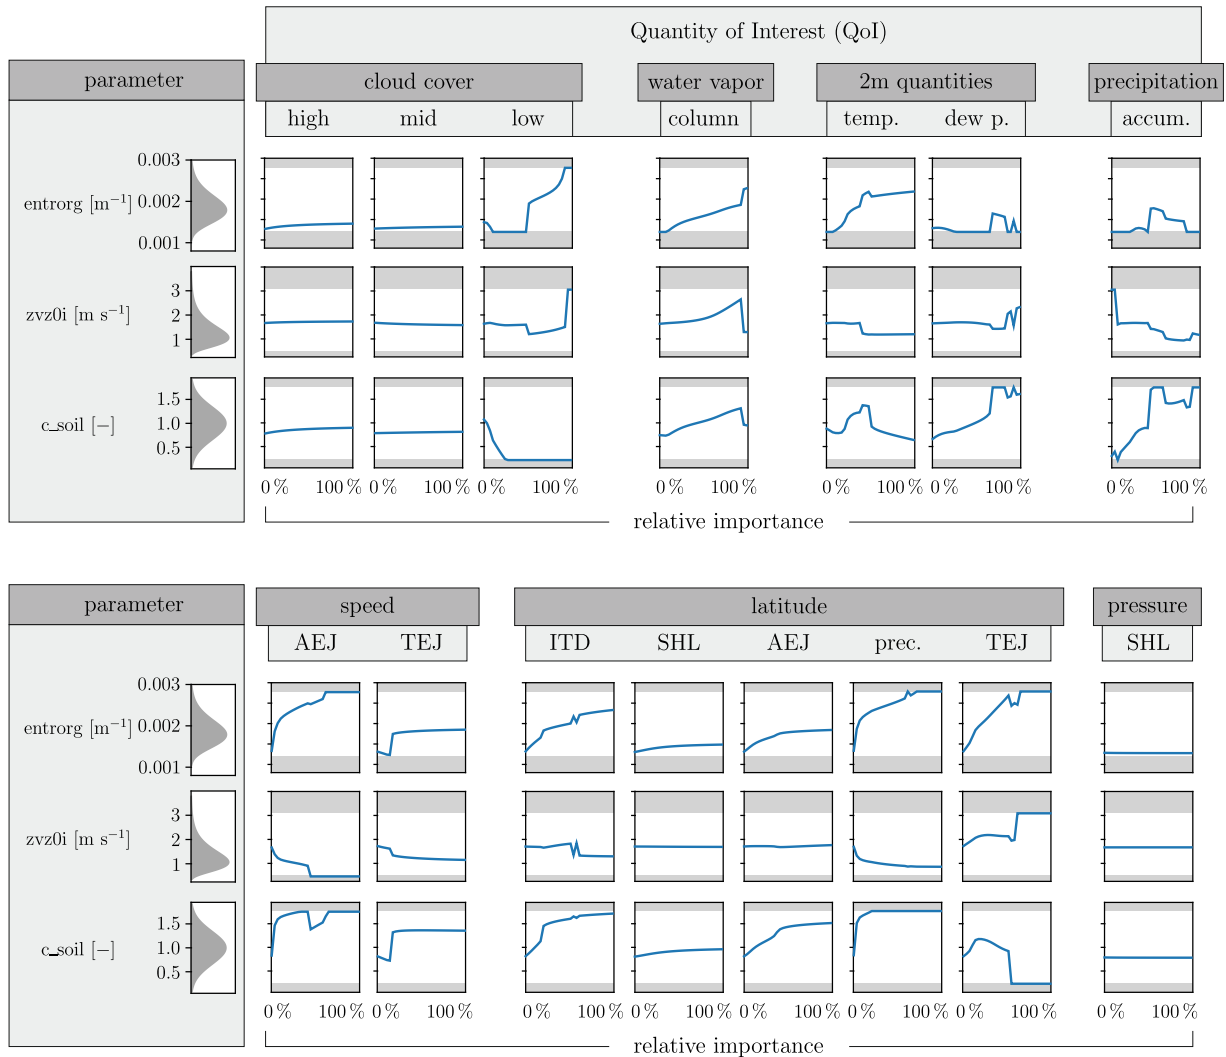 Quantity of Interest (QoI)
parameter cloud cover water vapor 2m quantities precipitation
high mid low column temp. dew p. accum.
entrorg [m⁻¹] 0.003
0.002
0.001
zvz0i [m s⁻¹] 3
2
1
c_soil [−] 1.5
1.0
0.5
0 % 100 % 0 % 100 % 0 % 100 % 0 % 100 % 0 % 100 % 0 % 100 % 0 % 100 %
relative importance
parameter speed latitude pressure
AEJ TEJ ITD SHL AEJ prec. TEJ SHL
entrorg [m⁻¹] 0.003
0.002
0.001
zvz0i [m s⁻¹] 3
2
1
c_soil [−] 1.5
1.0
0.5
0 % 100 % 0 % 100 % 0 % 100 % 0 % 100 % 0 % 100 % 0 % 100 % 0 % 100 % 0 % 100 %
relative importance